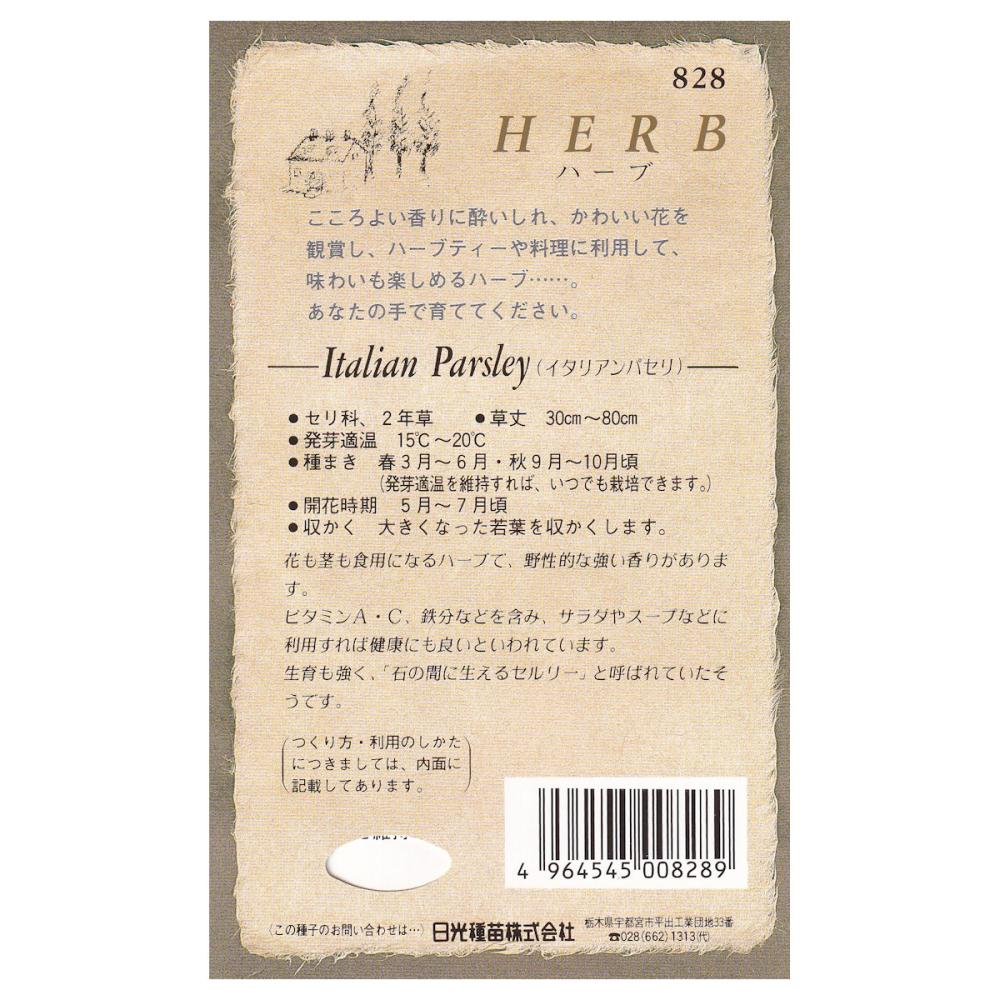 828
HERB
ハーブ
こころよい香りに酔いしれ、かわいい花を
観賞し、ハーブティーや料理に利用して、
味わいも楽しめるハーブ……。
あなたの手で育ててください。
Italian Parsley（イタリアンパセリ）
●セリ科、２年草　●草丈　30cm～80cm
●発芽適温　15℃～20℃
●種まき　春３月～６月・秋９月～10月頃
（発芽適温を維持すれば、いつでも栽培できます。）
●開花時期　５月～７月頃
●収かく　大きくなった若葉を収かくします。
花も茎も食用になるハーブで、野性的な強い香りがありま
す。
ビタミンA・C、鉄分などを含み、サラダやスープなどに
利用すれば健康にも良いといわれています。
生育も強く、「石の間に生えるセルリー」と呼ばれていたそ
うです。
（つくり方・利用のしかた
につきましては、内面に
記載してあります。）
4 964545 008289
〈この種子のお問い合わせは…〉日光種苗株式会社
栃木県宇都宮市平出工業団地33番
☎028(662)1313(代)